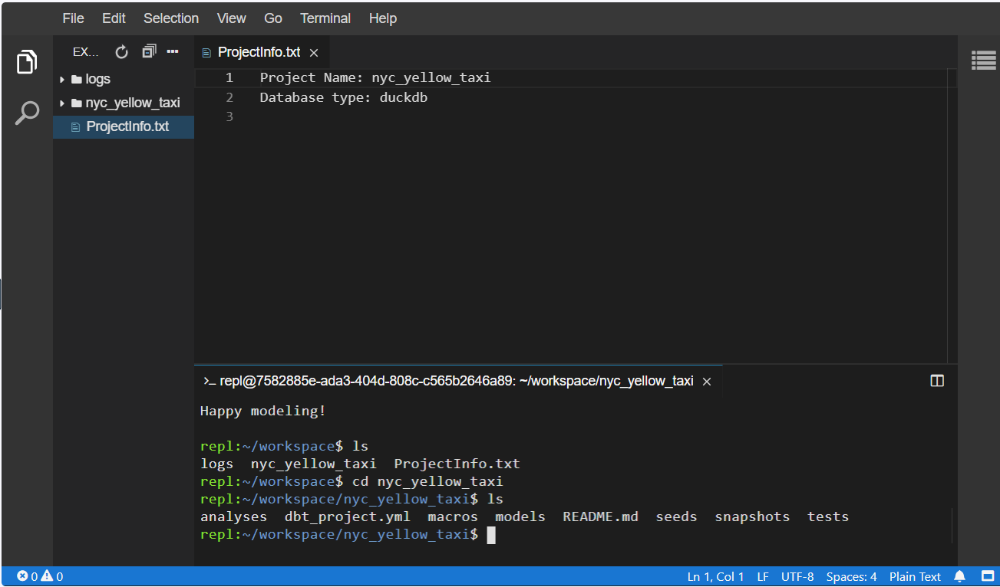 File Edit Selection View Go Terminal Help
EX...
logs
nyc_yellow_taxi
ProjectInfo.txt
ProjectInfo.txt
1 Project Name: nyc_yellow_taxi
2 Database type: duckdb
3
>_ repl@7582885e-ada3-404d-808c-c565b2646a89: ~/workspace/nyc_yellow_taxi
Happy modeling!
repl:~/workspace$ ls
logs nyc_yellow_taxi ProjectInfo.txt
repl:~/workspace$ cd nyc_yellow_taxi
repl:~/workspace/nyc_yellow_taxi$ ls
analyses dbt_project.yml macros models README.md seeds snapshots tests
repl:~/workspace/nyc_yellow_taxi$
0 0 Ln 1, Col 1 LF UTF-8 Spaces: 4 Plain Text